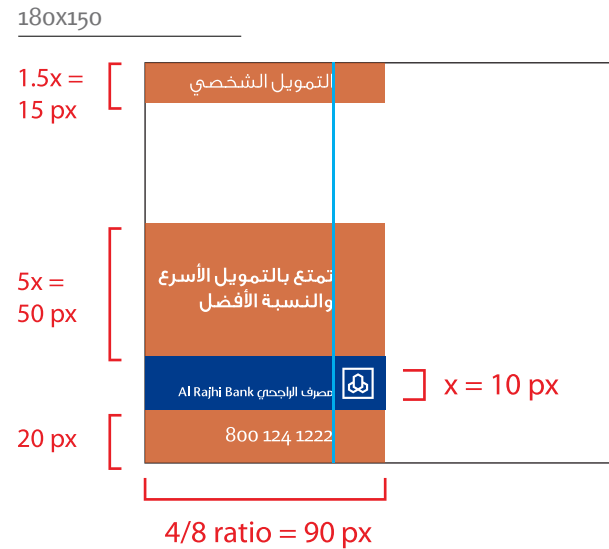 180x150
1.5x =
15 px
التمويل الشخصي
5x =
50 px
تمتع بالتمويل الأسرع
والنسبة الأفضل
مصرف الراجحي Al Rajhi Bank
x = 10 px
20 px
800 124 1222
4/8 ratio = 90 px